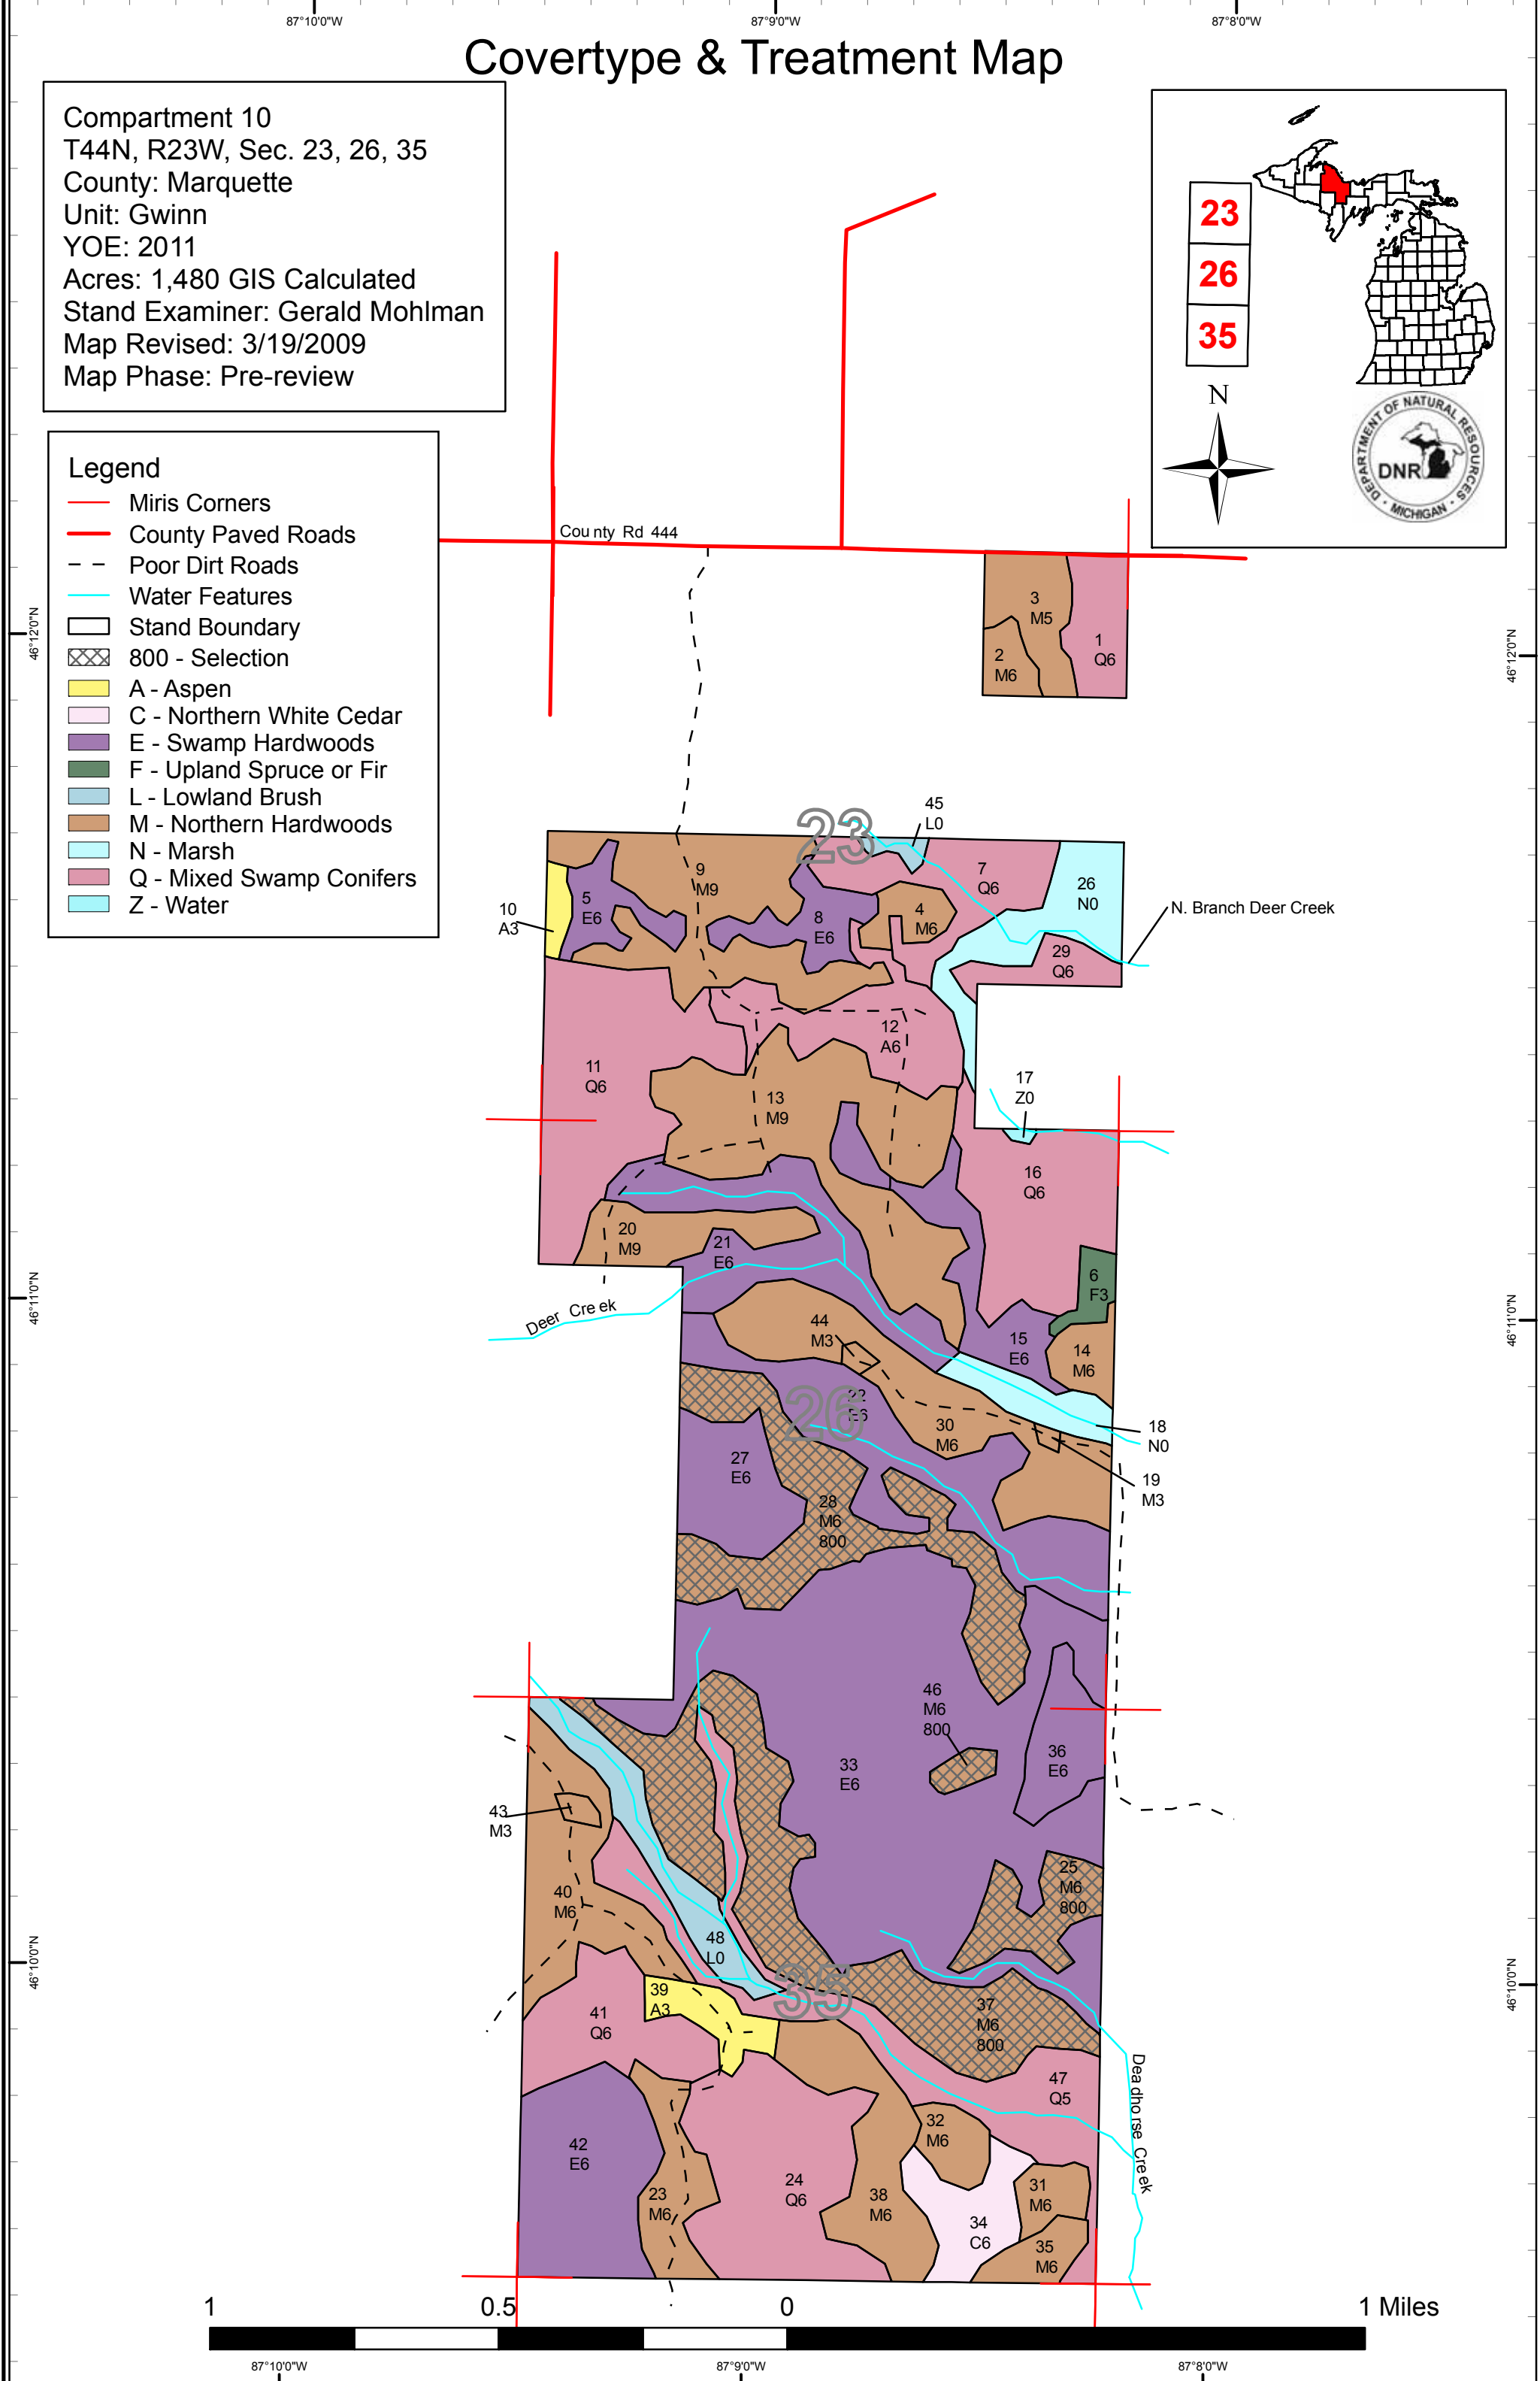 87°10'0"W
87°9'0"W
87°8'0"W
Covertype & Treatment Map
Compartment 10
T44N, R23W, Sec. 23, 26, 35
County: Marquette
Unit: Gwinn
YOE: 2011
Acres: 1,480 GIS Calculated
Stand Examiner: Gerald Mohlman
Map Revised: 3/19/2009
Map Phase: Pre-review
23
26
35
N
DEPARTMENT OF NATURAL RESOURCES
DNR
MICHIGAN
Legend
Miris Corners
County Paved Roads
Poor Dirt Roads
Water Features
Stand Boundary
800 - Selection
A - Aspen
C - Northern White Cedar
E - Swamp Hardwoods
F - Upland Spruce or Fir
L - Lowland Brush
M - Northern Hardwoods
N - Marsh
Q - Mixed Swamp Conifers
Z - Water
County Rd 444
46°12'0"N
46°12'0"N
3
M5
1
Q6
2
M6
23
45
L0
9
M9
7
Q6
26
N0
5
E6
10
A3
8
E6
4
M6
N. Branch Deer Creek
29
Q6
12
A6
11
Q6
17
Z0
13
M9
16
Q6
20
M9
21
E6
6
F3
46°11'0"N
46°11'0"N
Deer Creek
44
M3
15
E6
14
M6
26
22
E6
30
M6
18
N0
27
E6
19
M3
28
M6
800
46
M6
800
33
E6
36
E6
43
M3
25
M6
800
40
M6
48
L0
46°10'0"N
46°10'0"N
35
39
A3
41
Q6
37
M6
800
47
Q5
Deadhorse Creek
32
M6
42
E6
24
Q6
23
M6
38
M6
31
M6
34
C6
35
M6
1
0.5
0
1 Miles
87°10'0"W
87°9'0"W
87°8'0"W